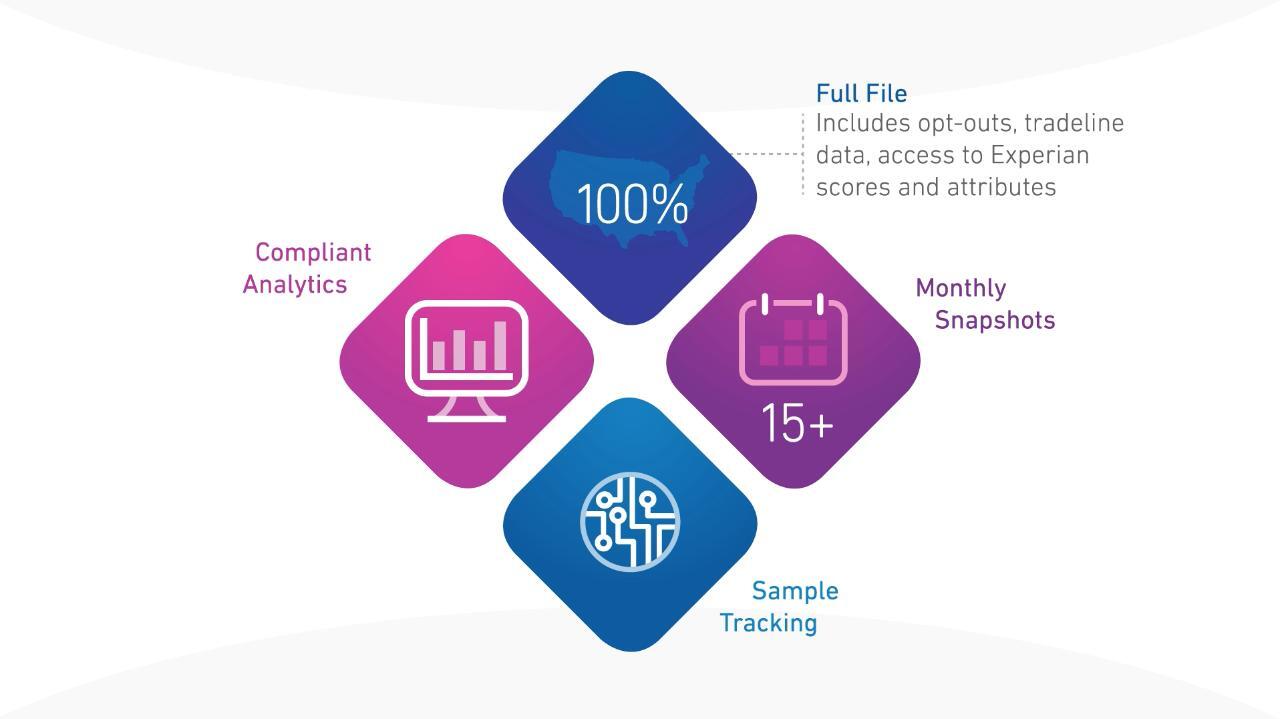 Full File
Includes opt-outs, tradeline
data, access to Experian
scores and attributes
100%
Compliant
Analytics
Monthly
Snapshots
15+
Sample
Tracking